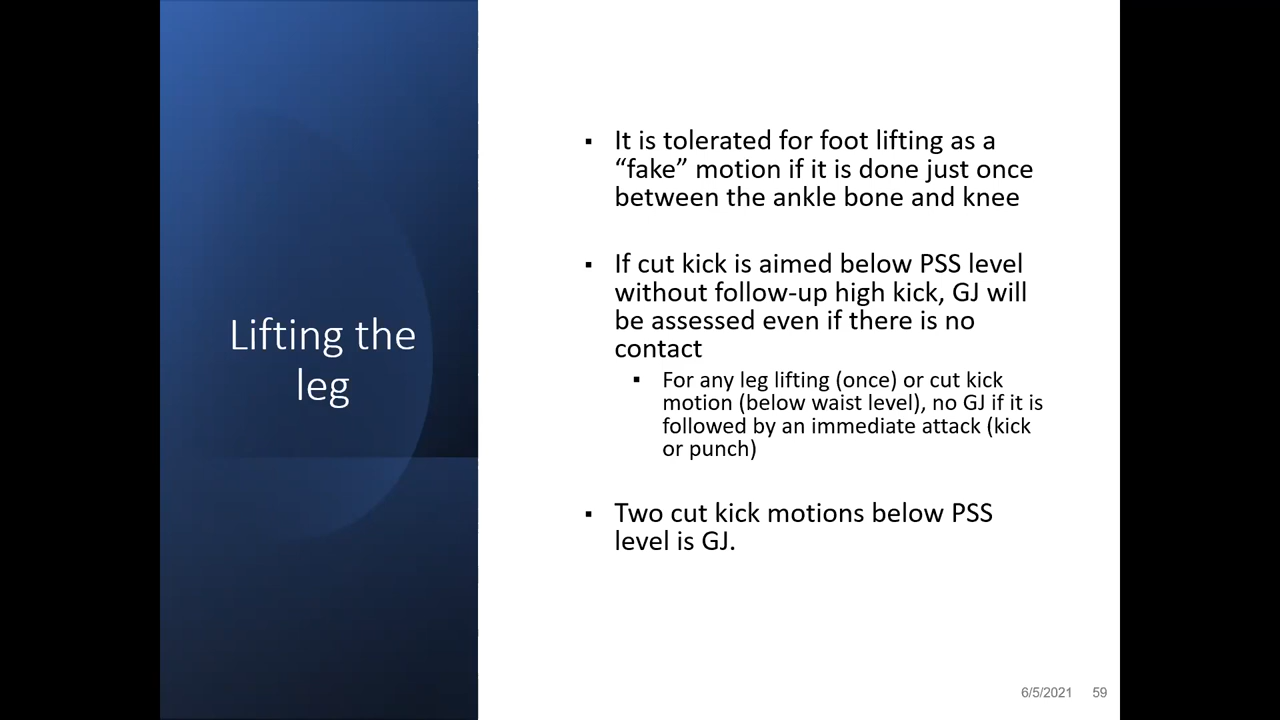 Lifting the
leg
▪ It is tolerated for foot lifting as a
“fake” motion if it is done just once
between the ankle bone and knee
▪ If cut kick is aimed below PSS level
without follow-up high kick, GJ will
be assessed even if there is no
contact
▪ For any leg lifting (once) or cut kick
motion (below waist level), no GJ if it is
followed by an immediate attack (kick
or punch)
▪ Two cut kick motions below PSS
level is GJ.
6/5/2021 59